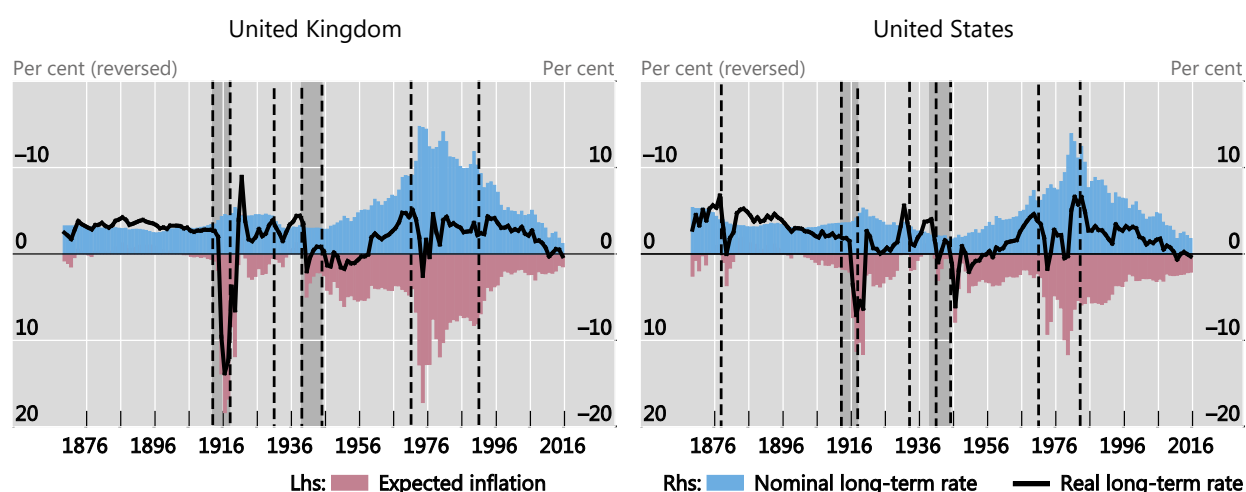 United Kingdom
United States
Per cent (reversed)
Per cent
Per cent (reversed)
Per cent
–10
10
–10
10
0
0
0
0
10
–10
10
–10
20
–20
20
–20
1876 1896 1916 1936 1956 1976 1996 2016
1876 1896 1916 1936 1956 1976 1996 2016
Lhs: Expected inflation
Rhs: Nominal long-term rate
Real long-term rate